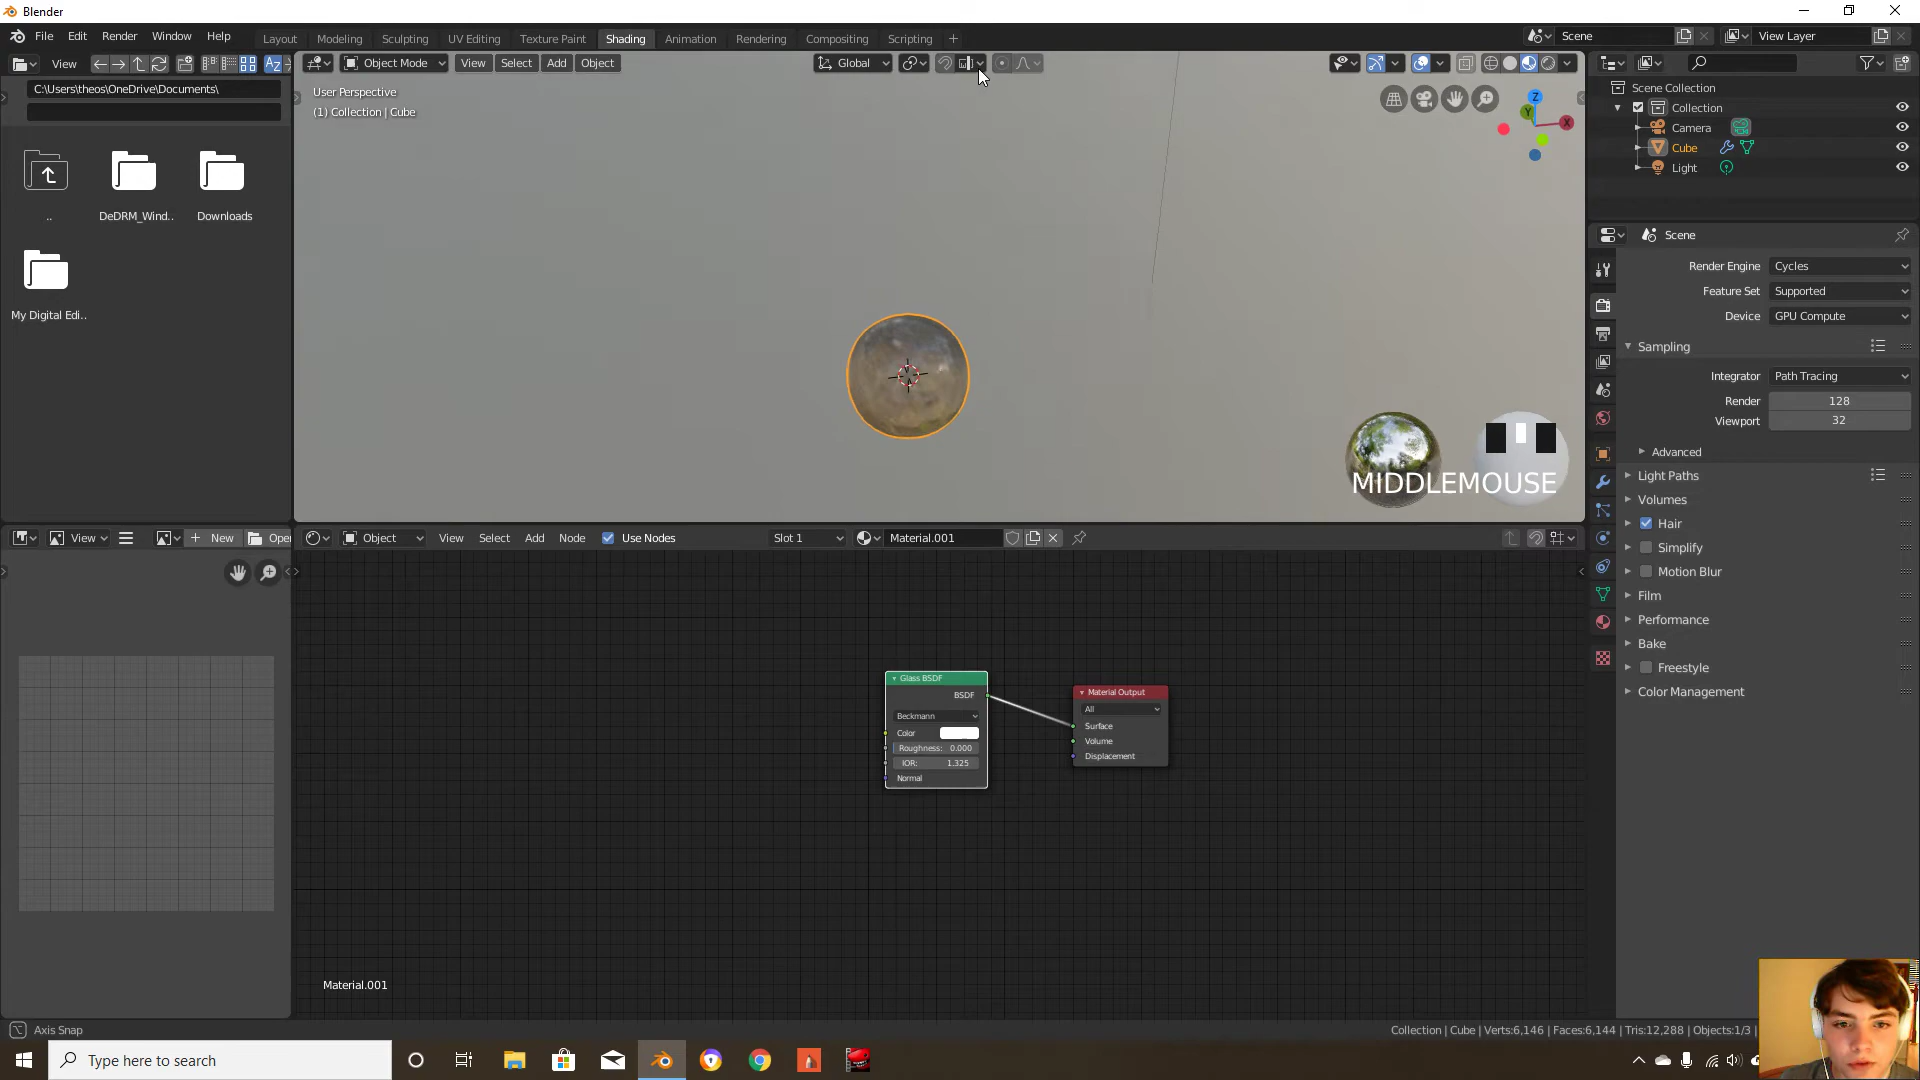 Blender
File Edit Render Window Help
Layout Modeling Sculpting UV Editing Texture Paint Shading Animation Rendering Compositing Scripting
Scene
View Layer
View
Object Mode View Select Add Object
Global
C:\Users\theos\OneDrive\Documents\
User Perspective
(1) Collection | Cube
Z
Y
X
Scene Collection
Collection
Camera
Cube
Light
..
DeDRM_Wind..
Downloads
My Digital Edi..
Scene
Render Engine Cycles
Feature Set Supported
Device GPU Compute
Sampling
Integrator Path Tracing
Render 128
Viewport 32
Advanced
Light Paths
Volumes
Hair
Simplify
Motion Blur
Film
Performance
Bake
Freestyle
Color Management
MIDDLEMOUSE
View New Open
Object View Select Add Node Use Nodes Slot 1 Material.001
Glass BSDF
BSDF
Beckmann
Color
Roughness: 0.000
IOR: 1.325
Normal
Material Output
All
Surface
Volume
Displacement
Material.001
Axis Snap
Collection | Cube | Verts:6,146 | Faces:6,144 | Tris:12,288 | Objects:1/3
Type here to search